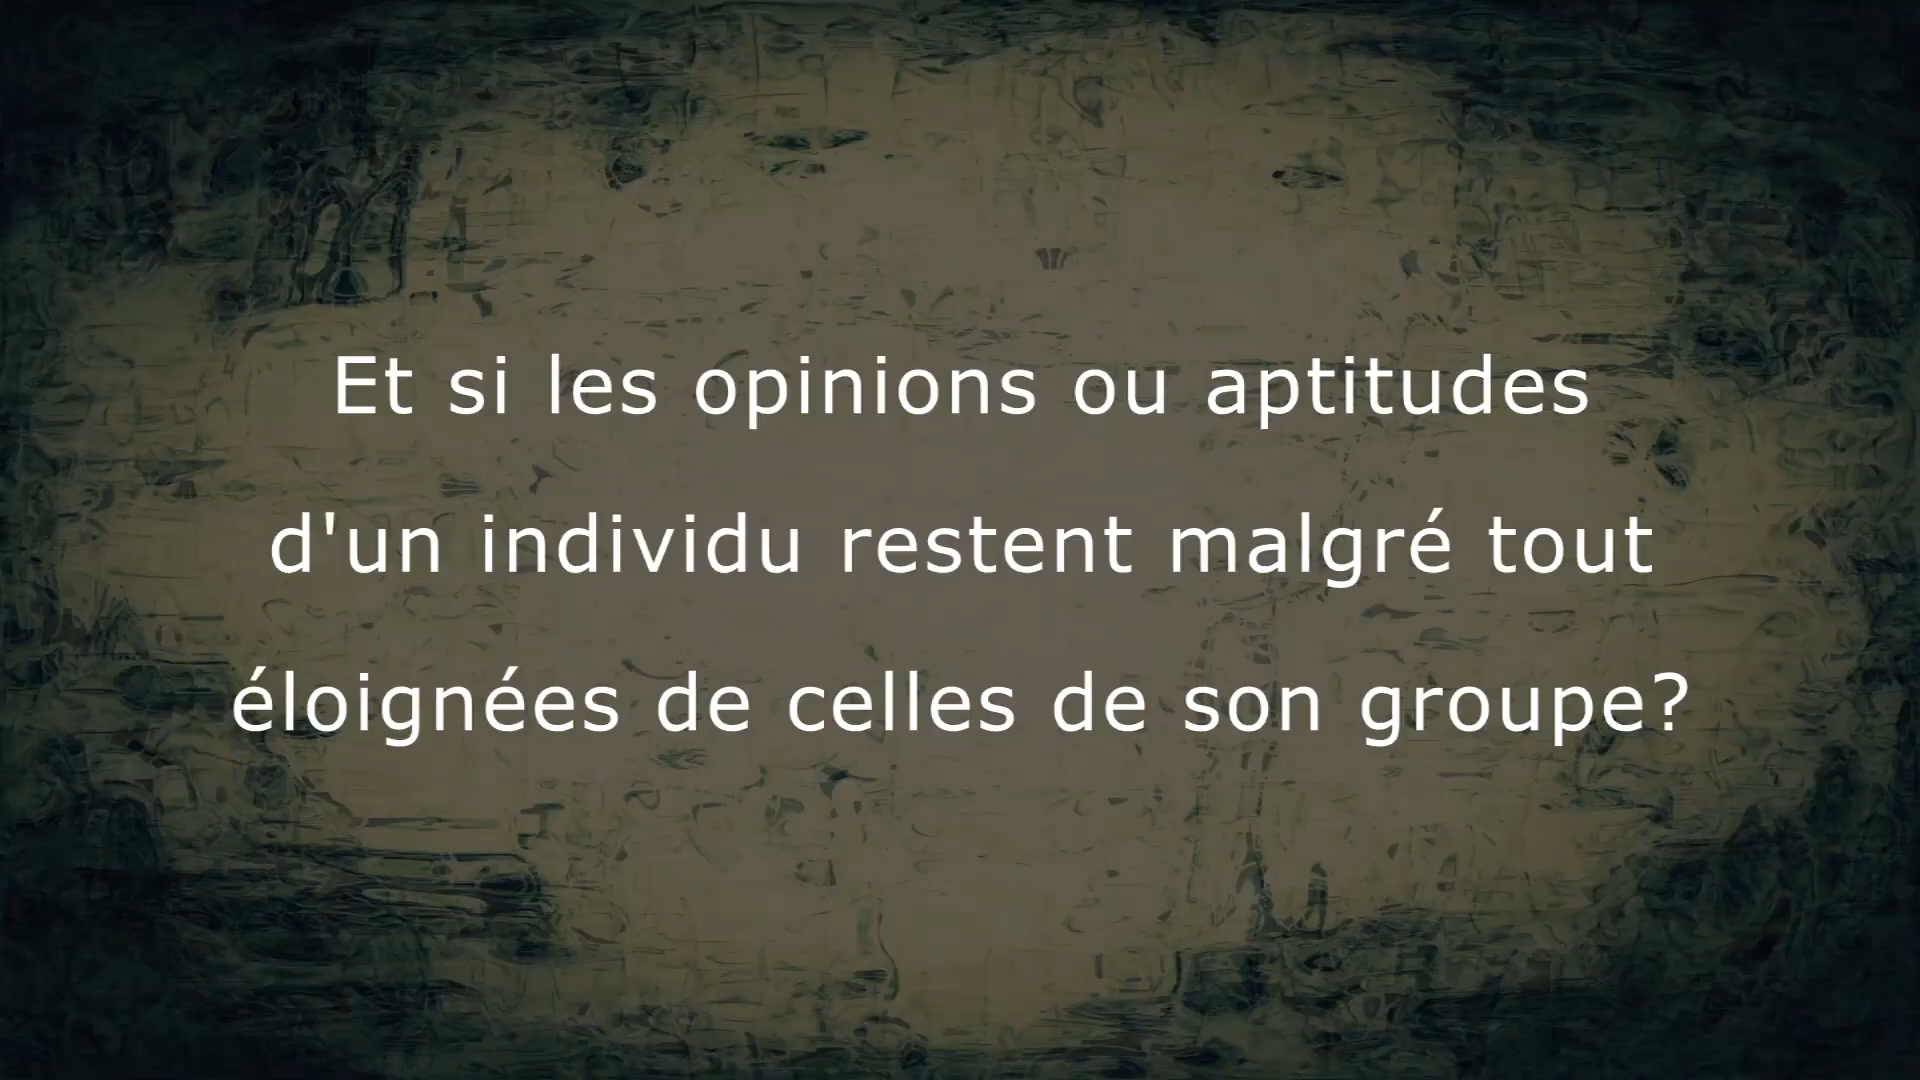 Et si les opinions ou aptitudes
d'un individu restent malgré tout
éloignées de celles de son groupe?